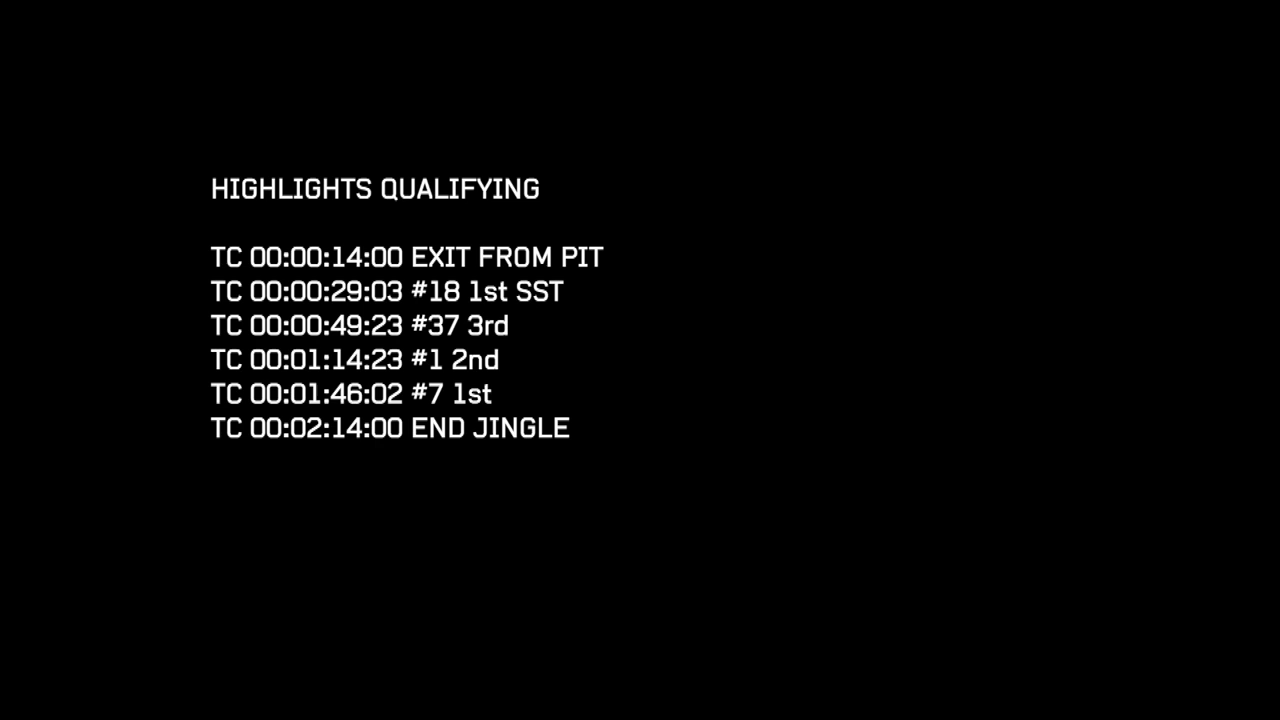 HIGHLIGHTS QUALIFYING
TC 00:00:14:00 EXIT FROM PIT
TC 00:00:29:03 #18 1st SST
TC 00:00:49:23 #37 3rd
TC 00:01:14:23 #1 2nd
TC 00:01:46:02 #7 1st
TC 00:02:14:00 END JINGLE